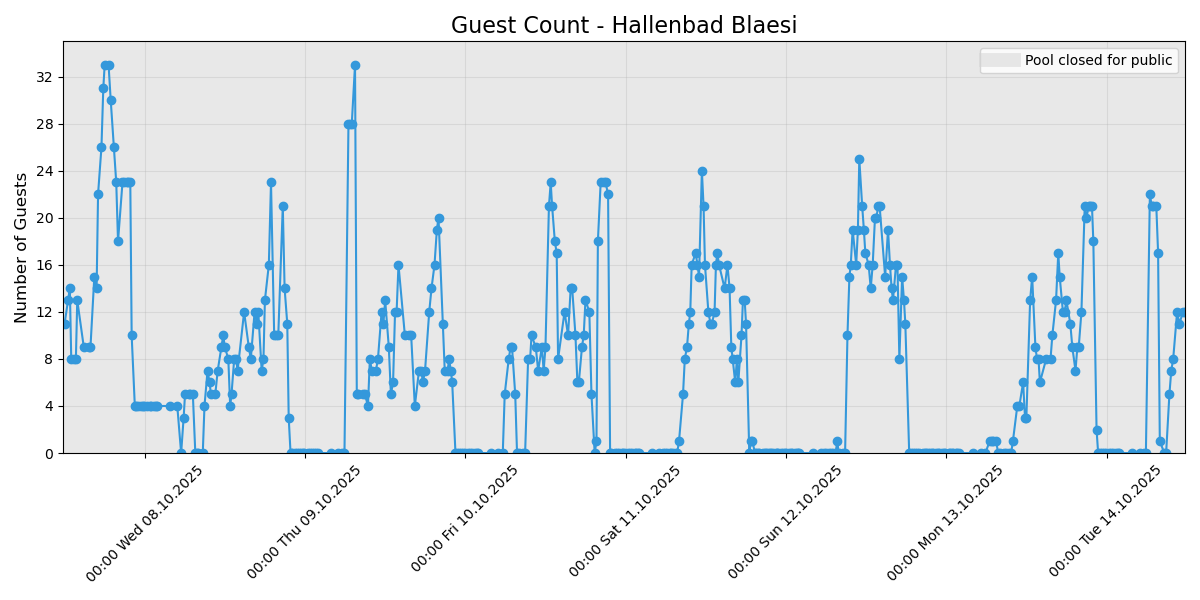 Guest Count - Hallenbad Blaesi
Pool closed for public
Number of Guests
32
28
24
20
16
12
8
4
0
00:00 Wed 08.10.2025
00:00 Thu 09.10.2025
00:00 Fri 10.10.2025
00:00 Sat 11.10.2025
00:00 Sun 12.10.2025
00:00 Mon 13.10.2025
00:00 Tue 14.10.2025